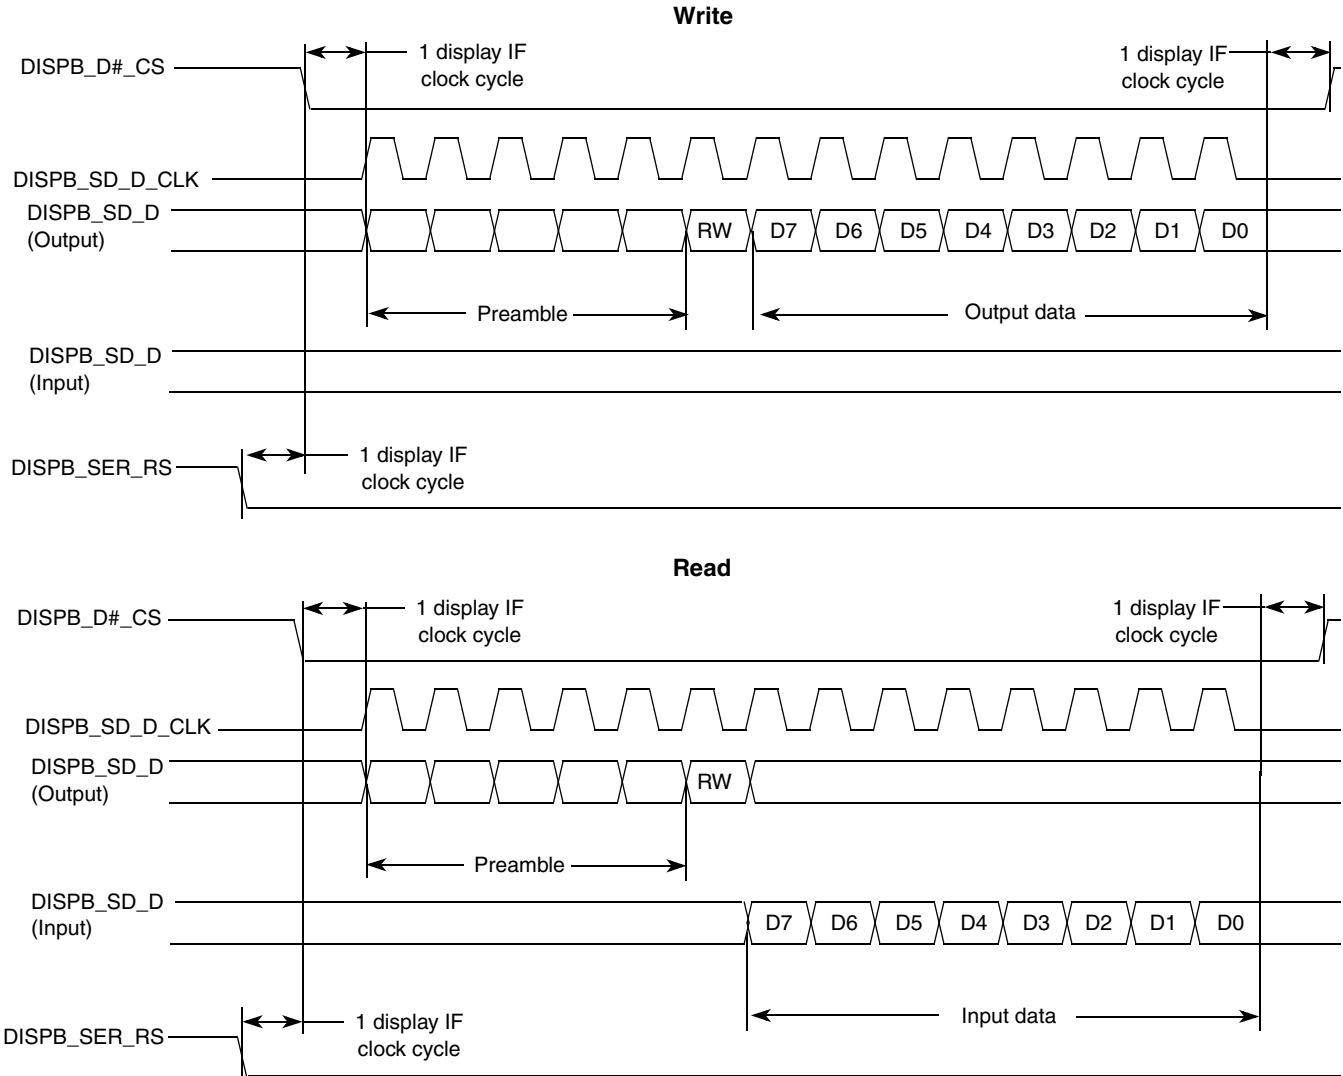 Write
DISPB_D#_CS
1 display IF
clock cycle
1 display IF
clock cycle
DISPB_SD_D_CLK
DISPB_SD_D
(Output)
RW D7 D6 D5 D4 D3 D2 D1 D0
Preamble
Output data
DISPB_SD_D
(Input)
DISPB_SER_RS
1 display IF
clock cycle
Read
DISPB_D#_CS
1 display IF
clock cycle
1 display IF
clock cycle
DISPB_SD_D_CLK
DISPB_SD_D
(Output)
RW
Preamble
DISPB_SD_D
(Input)
D7 D6 D5 D4 D3 D2 D1 D0
Input data
DISPB_SER_RS
1 display IF
clock cycle